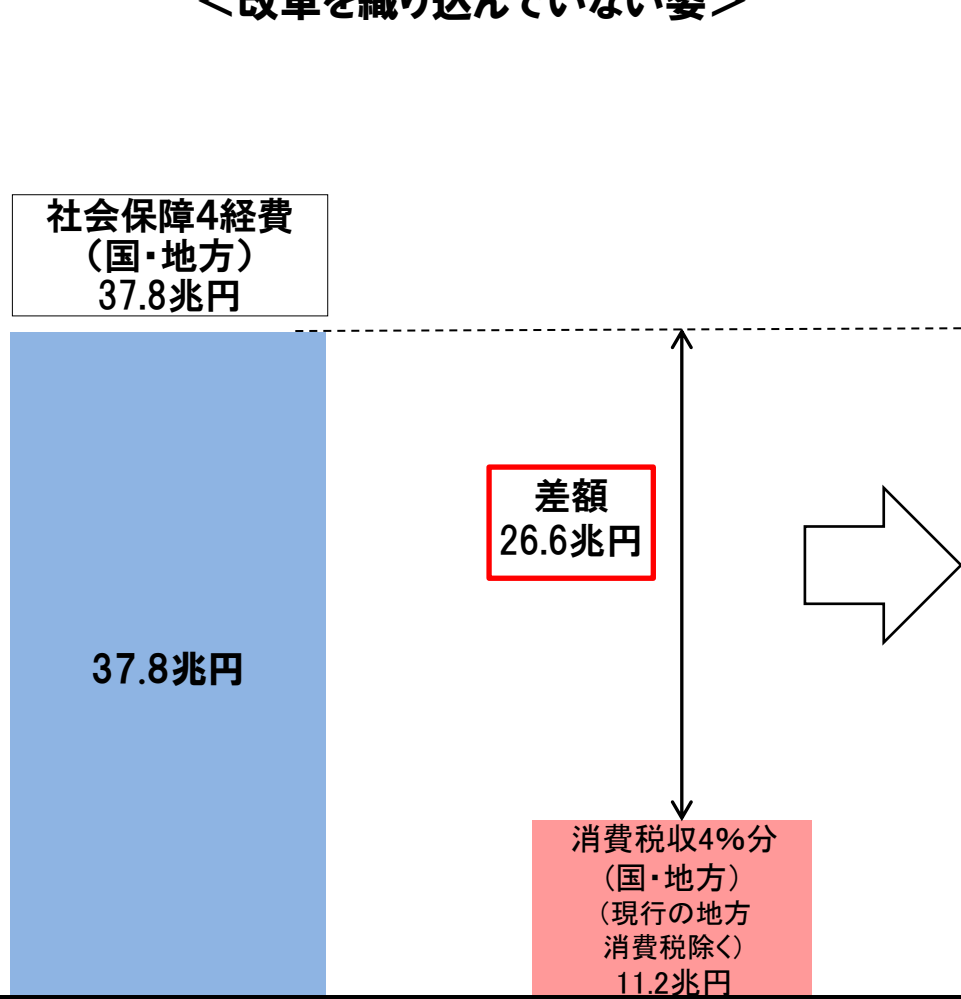 ＜改革を織り込んでいない姿＞
社会保障4経費
（国・地方）
37.8兆円
差額
26.6兆円
37.8兆円
消費税収4%分
（国・地方）
（現行の地方
消費税除く）
11.2兆円